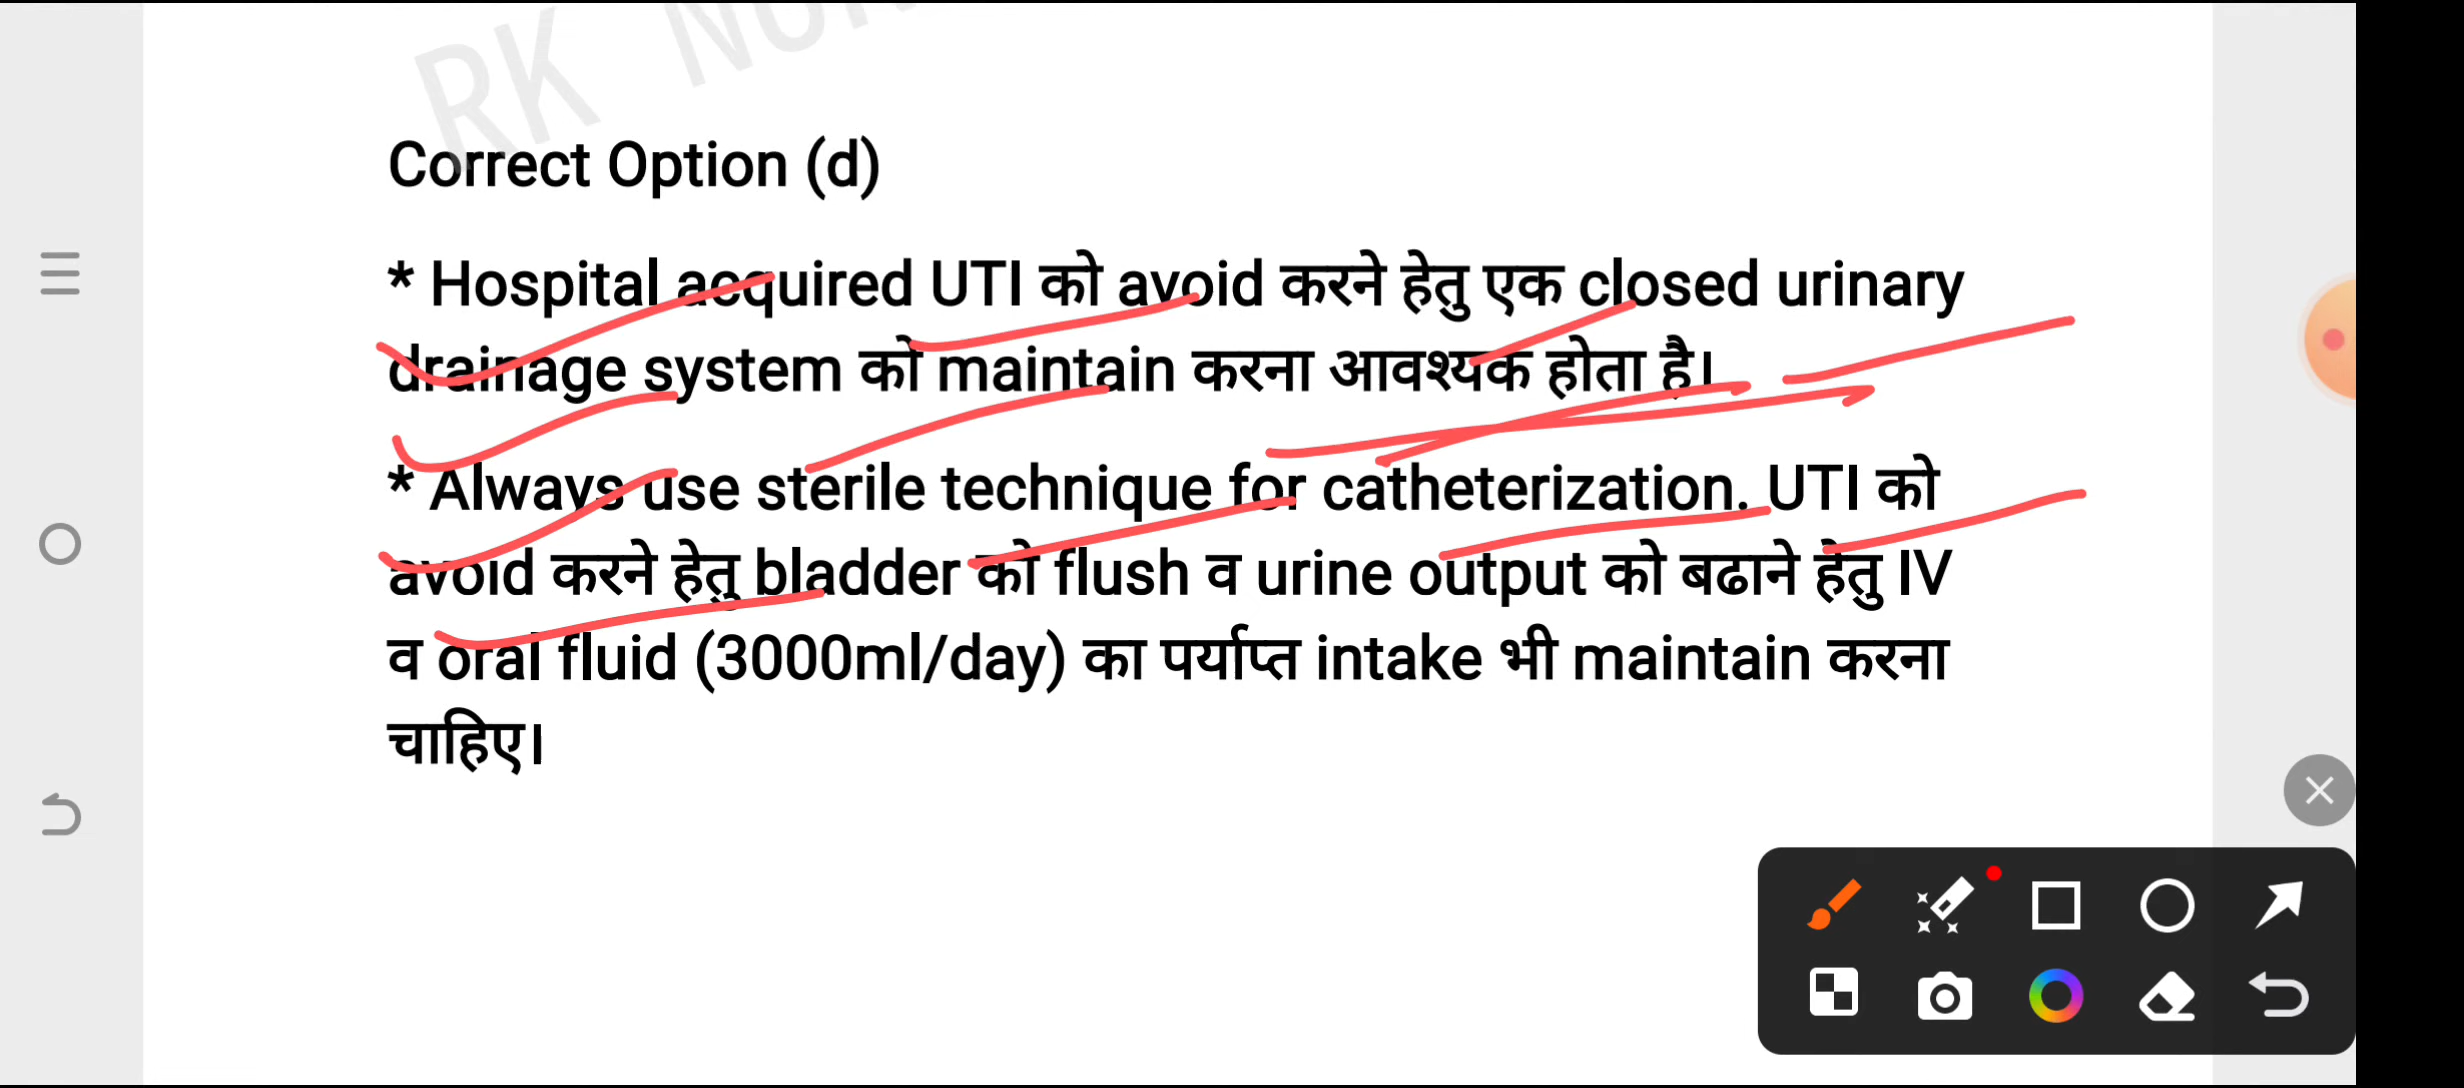 RK
Correct Option (d)
* Hospital acquired UTI को avoid करने हेतु एक closed urinary
drainage system को maintain करना आवश्यक होता है।
* Always use sterile technique for catheterization. UTI को
avoid करने हेतु bladder को flush व urine output को बढाने हेतु IV
व oral fluid (3000ml/day) का पर्याप्त intake भी maintain करना
चाहिए।